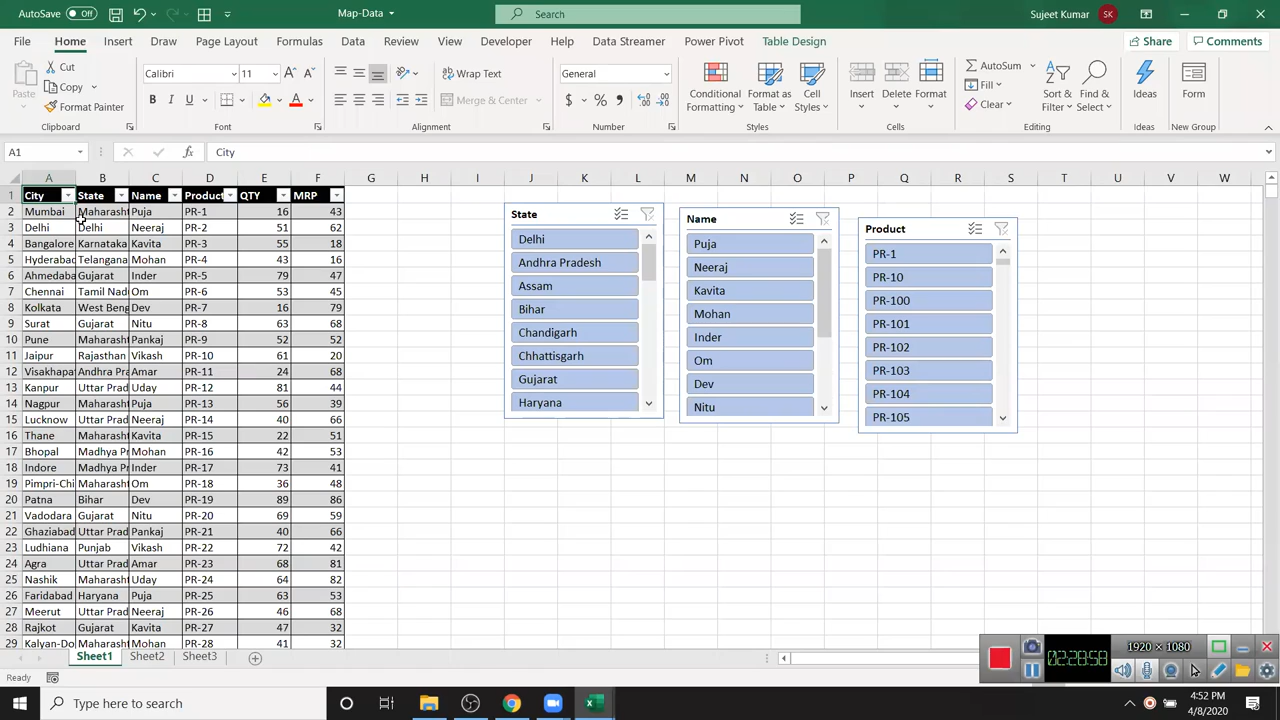 AutoSave Off Map-Data Search Sujeet Kumar SK
File Home Insert Draw Page Layout Formulas Data Review View Developer Help Data Streamer Power Pivot Table Design Share Comments
Paste Cut Copy Format Painter
Calibri 11 Wrap Text Merge & Center General
Conditional Formatting Format as Table Cell Styles Insert Delete Format AutoSum Fill Clear Sort & Filter Find & Select Ideas Form
Clipboard Font Alignment Number Styles Cells Editing Ideas New Group
A1 fx City
A B C D E F G H I J K L M N O P Q R S T U V W
1 City State Name Product QTY MRP
2 Mumbai Maharasht Puja PR-1 16 43
3 Delhi Delhi Neeraj PR-2 51 62
4 Bangalore Karnataka Kavita PR-3 55 18
5 Hyderabad Telangana Mohan PR-4 43 16
6 Ahmedaba Gujarat Inder PR-5 79 47
7 Chennai Tamil Nad Om PR-6 53 45
8 Kolkata West Beng Dev PR-7 16 79
9 Surat Gujarat Nitu PR-8 63 68
10 Pune Maharasht Pankaj PR-9 52 52
11 Jaipur Rajasthan Vikash PR-10 61 20
12 Visakhapa Andhra Pra Amar PR-11 24 68
13 Kanpur Uttar Prad Uday PR-12 81 44
14 Nagpur Maharasht Puja PR-13 56 39
15 Lucknow Uttar Prad Neeraj PR-14 40 66
16 Thane Maharasht Kavita PR-15 22 51
17 Bhopal Madhya Pr Mohan PR-16 42 53
18 Indore Madhya Pr Inder PR-17 73 41
19 Pimpri-Chi Maharasht Om PR-18 36 48
20 Patna Bihar Dev PR-19 89 86
21 Vadodara Gujarat Nitu PR-20 69 59
22 Ghaziabad Uttar Prad Pankaj PR-21 40 66
23 Ludhiana Punjab Vikash PR-22 72 42
24 Agra Uttar Prad Amar PR-23 68 81
25 Nashik Maharasht Uday PR-24 64 82
26 Faridabad Haryana Puja PR-25 63 53
27 Meerut Uttar Prad Neeraj PR-26 46 68
28 Rajkot Gujarat Kavita PR-27 47 32
29 Kalyan-Do Maharasht Mohan PR-28 41 32
State
Delhi
Andhra Pradesh
Assam
Bihar
Chandigarh
Chhattisgarh
Gujarat
Haryana
Name
Puja
Neeraj
Kavita
Mohan
Inder
Om
Dev
Nitu
Product
PR-1
PR-10
PR-100
PR-101
PR-102
PR-103
PR-104
PR-105
Sheet1 Sheet2 Sheet3
Ready
02:28:58 1920 × 1080
Type here to search
4:52 PM
4/8/2020